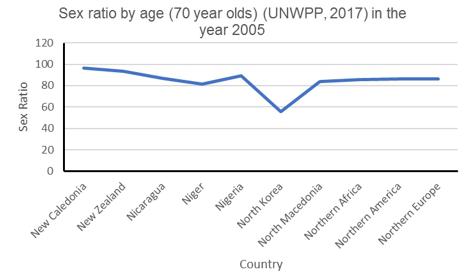 Sex ratio by age (70 year olds) (UNWPP, 2017) in the
year 2005
120
100
80
60
40
20
0
Sex Ratio
New Caledonia
New Zealand
Nicaragua
Niger
Nigeria
North Korea
North Macedonia
Northern Africa
Northern America
Northern Europe
Country